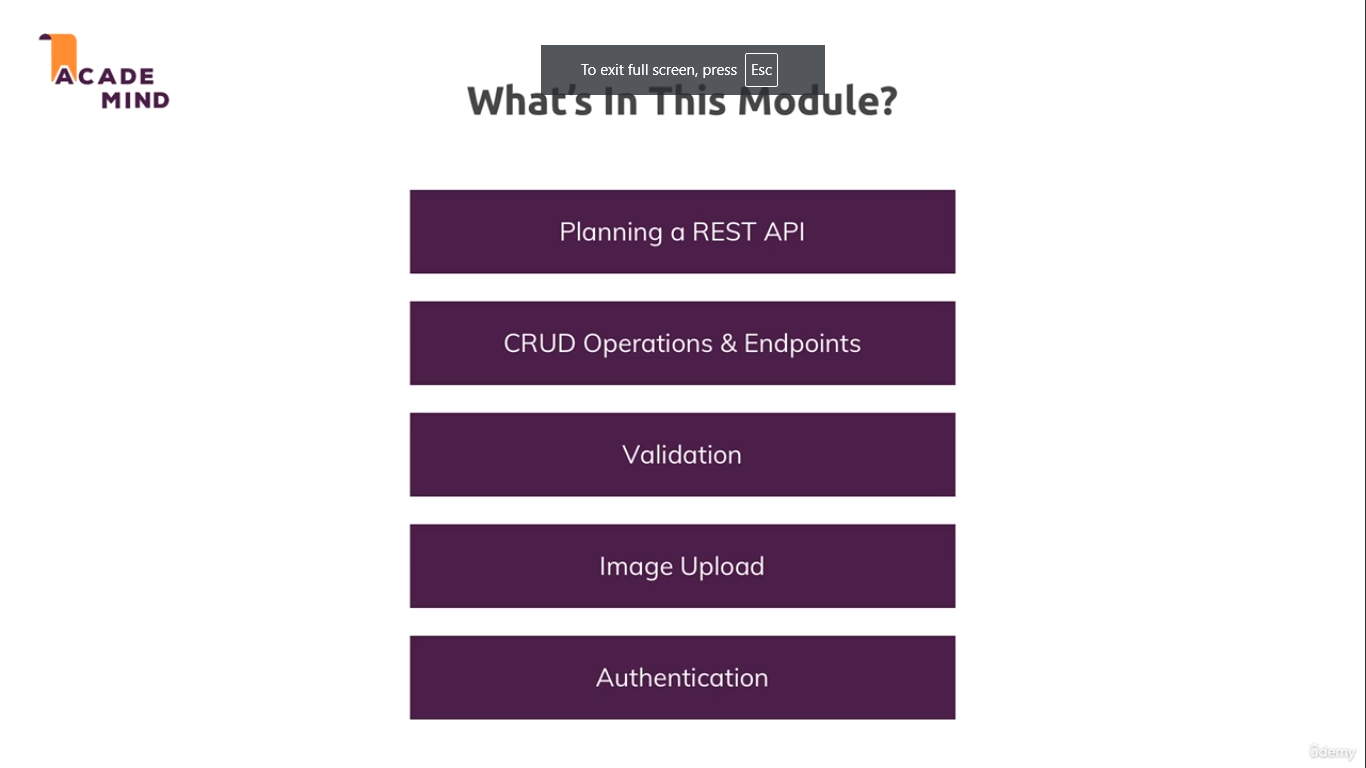 ACADE
MIND
To exit full screen, press Esc
What's In This Module?
Planning a REST API
CRUD Operations & Endpoints
Validation
Image Upload
Authentication
ûdemy